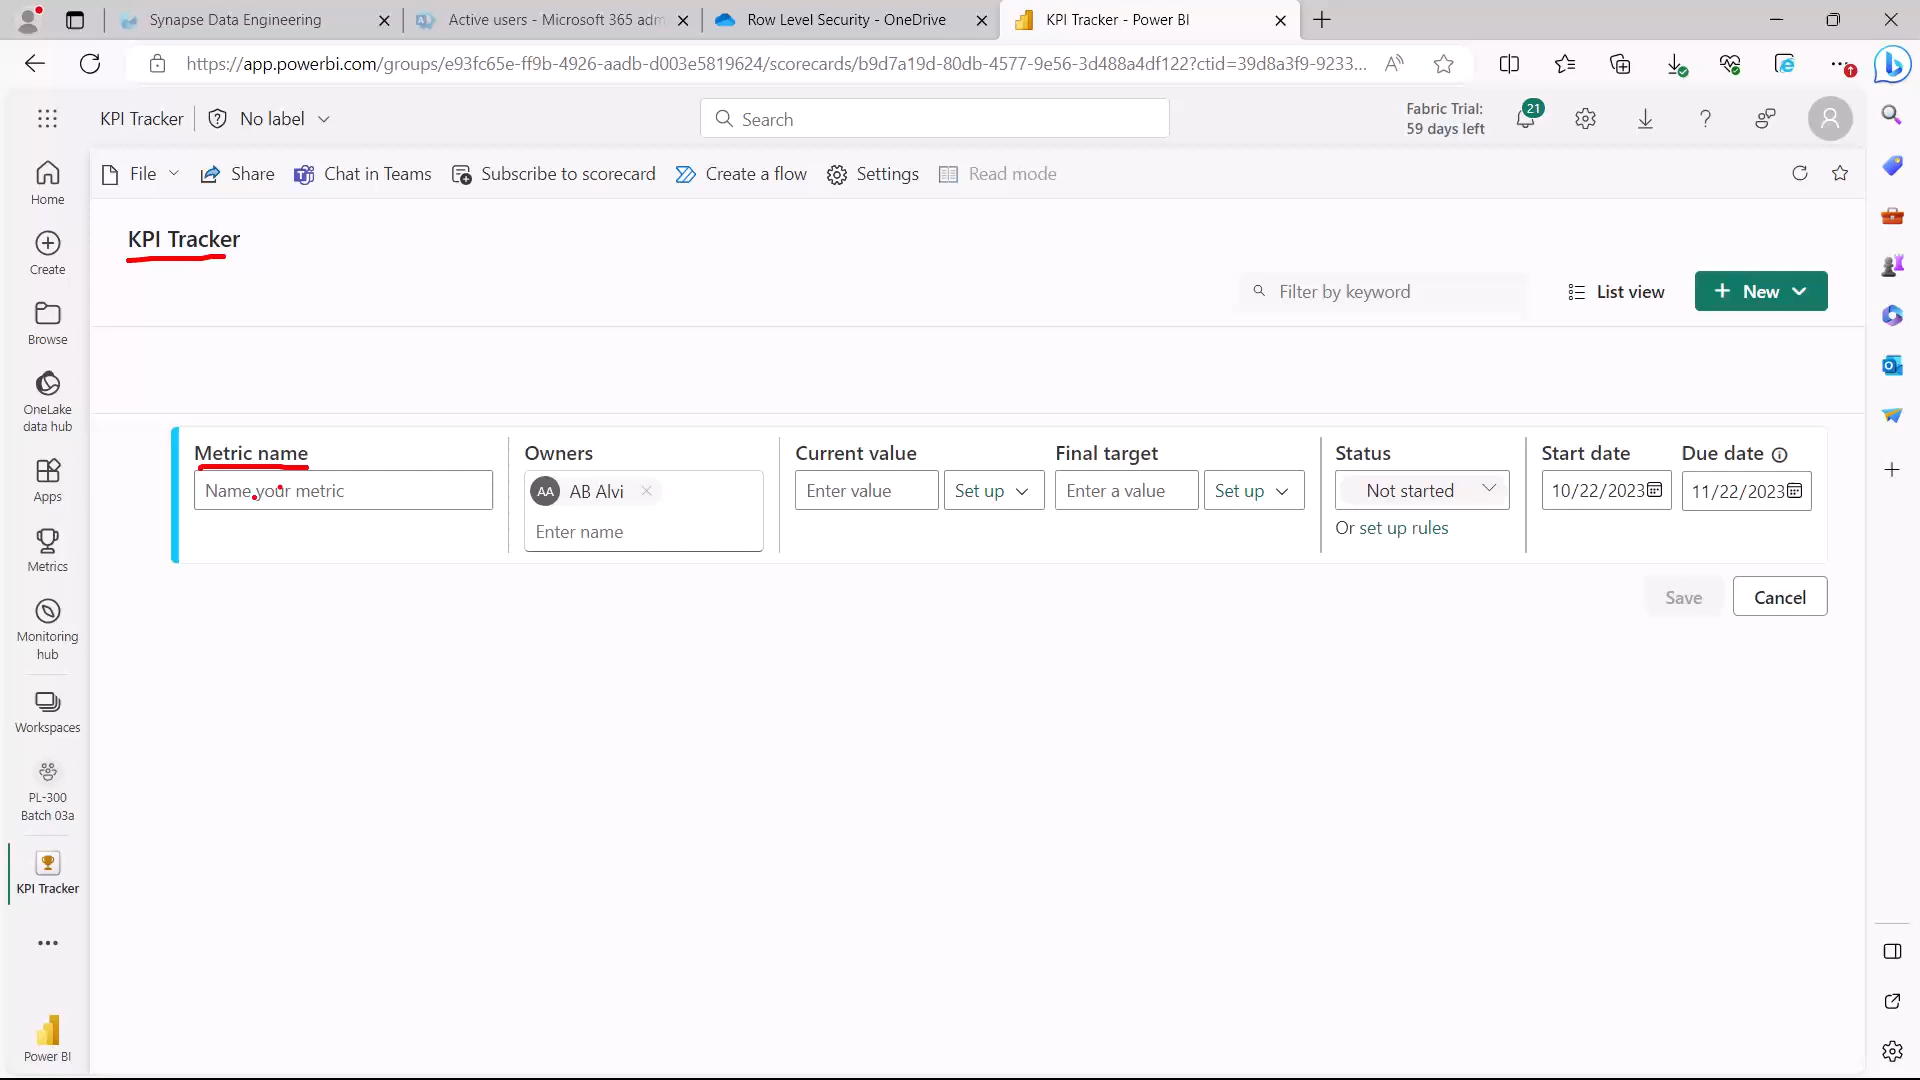 Synapse Data Engineering
Active users - Microsoft 365 adm
Row Level Security - OneDrive
KPI Tracker - Power BI
https://app.powerbi.com/groups/e93fc65e-ff9b-4926-aadb-d003e5819624/scorecards/b9d7a19d-80db-4577-9e56-3d488a4df122?ctid=39d8a3f9-9233...
KPI Tracker
No label
Search
Fabric Trial:
59 days left
21
File
Share
Chat in Teams
Subscribe to scorecard
Create a flow
Settings
Read mode
Home
Create
Browse
OneLake
data hub
Apps
Metrics
Monitoring
hub
Workspaces
PL-300
Batch 03a
KPI Tracker
Power BI
KPI Tracker
Filter by keyword
List view
New
Metric name
Owners
Current value
Final target
Status
Start date
Due date
Name your metric
AA
AB Alvi
Enter name
Enter value
Set up
Enter a value
Set up
Not started
10/22/2023
11/22/2023
Or set up rules
Save
Cancel